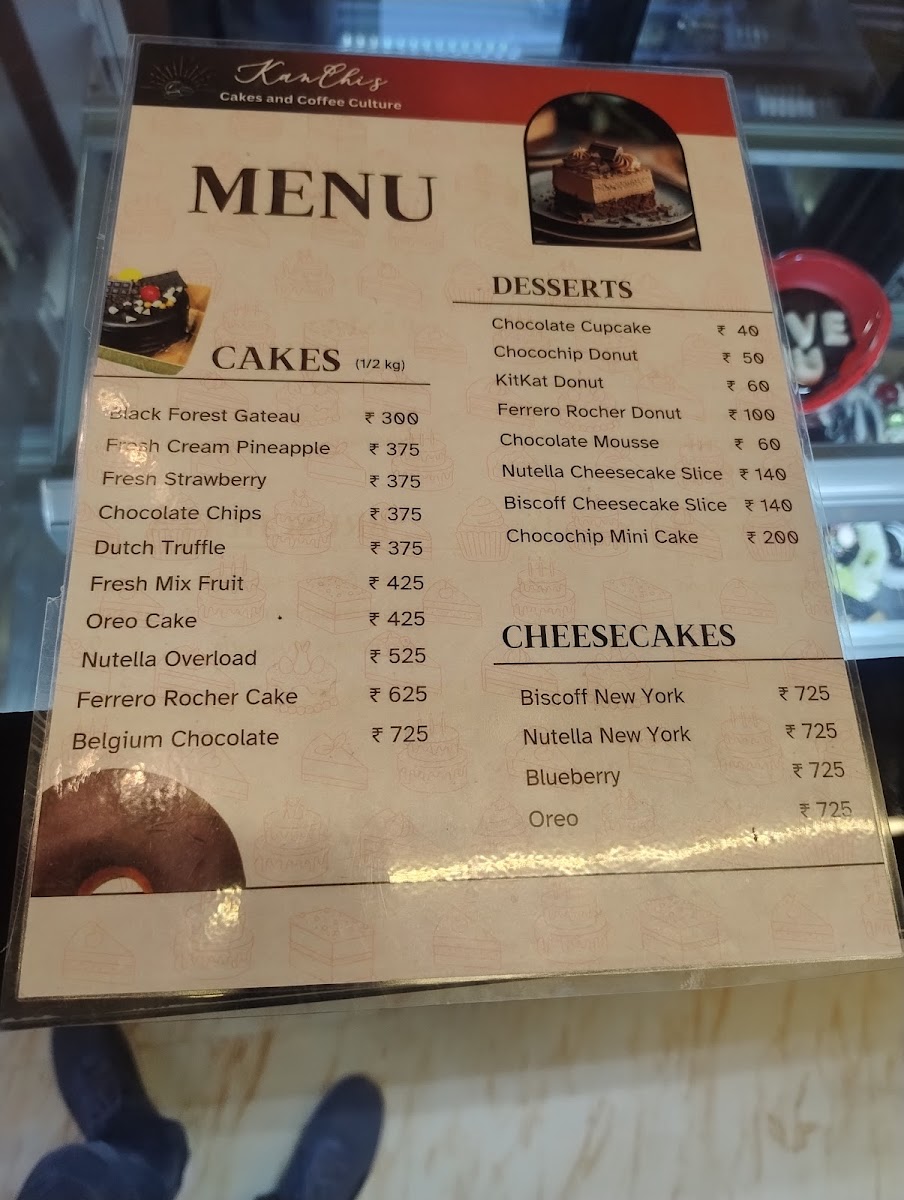 KanChis
Cakes and Coffee Culture
MENU
CAKES (1/2 kg)
Black Forest Gateau ₹ 300
Fresh Cream Pineapple ₹ 375
Fresh Strawberry ₹ 375
Chocolate Chips ₹ 375
Dutch Truffle ₹ 375
Fresh Mix Fruit ₹ 425
Oreo Cake ₹ 425
Nutella Overload ₹ 525
Ferrero Rocher Cake ₹ 625
Belgium Chocolate ₹ 725
DESSERTS
Chocolate Cupcake ₹ 40
Chocochip Donut ₹ 50
KitKat Donut ₹ 60
Ferrero Rocher Donut ₹ 100
Chocolate Mousse ₹ 60
Nutella Cheesecake Slice ₹ 140
Biscoff Cheesecake Slice ₹ 140
Chocochip Mini Cake ₹ 200
CHEESECAKES
Biscoff New York ₹ 725
Nutella New York ₹ 725
Blueberry ₹ 725
Oreo ₹ 725